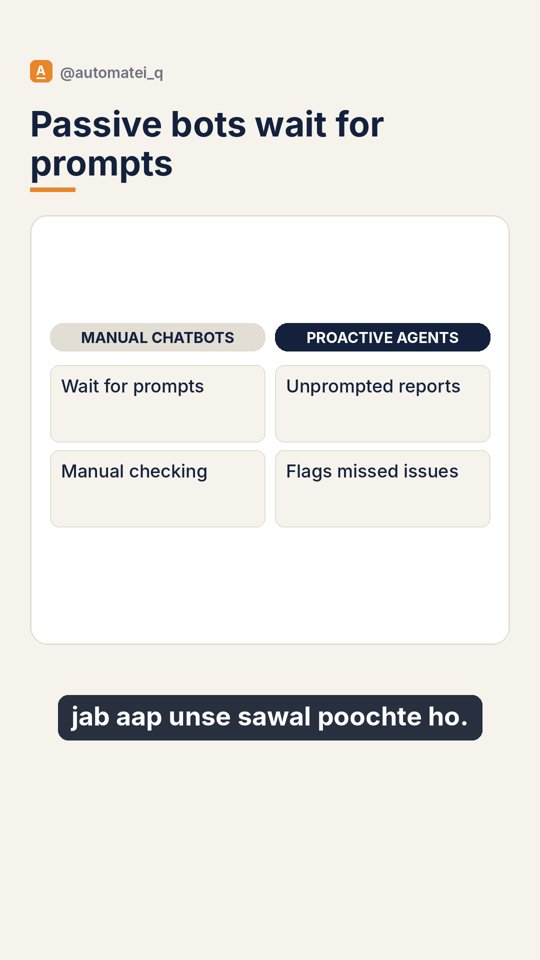 A
@automatei_q
Passive bots wait for
prompts
MANUAL CHATBOTS
PROACTIVE AGENTS
Wait for prompts
Unprompted reports
Manual checking
Flags missed issues
jab aap unse sawal poochte ho.